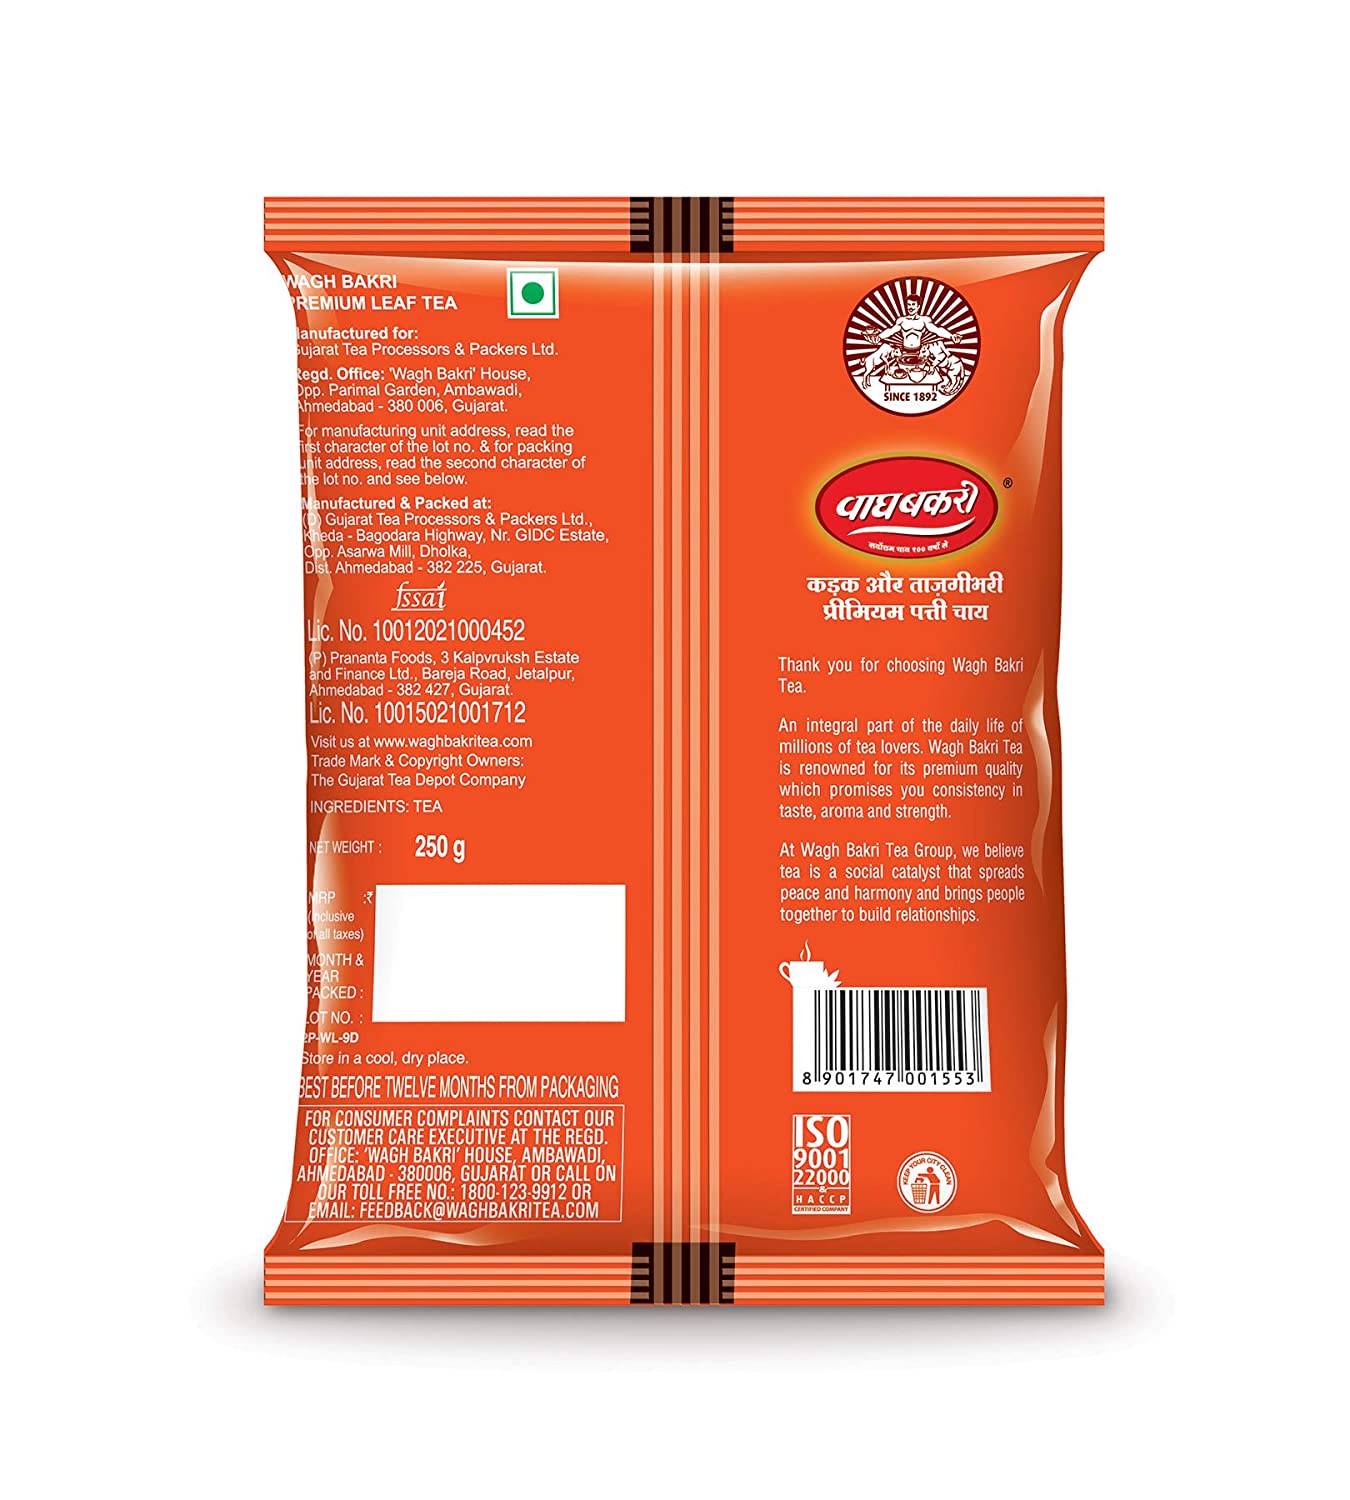 WAGH BAKRI
PREMIUM LEAF TEA
Manufactured for:
Gujarat Tea Processors & Packers Ltd.
Regd. Office: 'Wagh Bakri' House,
Opp. Parimal Garden, Ambawadi,
Ahmedabad - 380 006, Gujarat.
For manufacturing unit address, read the
first character of the lot no. & for packing
unit address, read the second character of
the lot no. and see below.
Manufactured & Packed at:
(D) Gujarat Tea Processors & Packers Ltd.,
Kheda - Bagodara Highway, Nr. GIDC Estate,
Opp. Asarwa Mill, Dholka,
Dist. Ahmedabad - 382 225, Gujarat.
fssai
Lic. No. 10012021000452
(P) Prananta Foods, 3 Kalpvruksh Estate
and Finance Ltd., Bareja Road, Jetalpur,
Ahmedabad - 382 427, Gujarat.
Lic. No. 10015021001712
Visit us at www.waghbakritea.com
Trade Mark & Copyright Owners:
The Gujarat Tea Depot Company
INGREDIENTS: TEA
NET WEIGHT : 250 g
MRP :₹
(Inclusive
of all taxes)
MONTH &
YEAR
PACKED :
LOT NO. :
2P-WL-9D
Store in a cool, dry place.
BEST BEFORE TWELVE MONTHS FROM PACKAGING
FOR CONSUMER COMPLAINTS CONTACT OUR
CUSTOMER CARE EXECUTIVE AT THE REGD.
OFFICE: 'WAGH BAKRI' HOUSE, AMBAWADI,
AHMEDABAD - 380006, GUJARAT OR CALL ON
OUR TOLL FREE NO.: 1800-123-9912 OR
EMAIL: FEEDBACK@WAGHBAKRITEA.COM
SINCE 1892
वाघ बकरी ®
सर्वोत्तम चाय १०० वर्षों से
कड़क और ताज़गीभरी
प्रीमियम पत्ती चाय
Thank you for choosing Wagh Bakri
Tea.
An integral part of the daily life of
millions of tea lovers. Wagh Bakri Tea
is renowned for its premium quality
which promises you consistency in
taste, aroma and strength.
At Wagh Bakri Tea Group, we believe
tea is a social catalyst that spreads
peace and harmony and brings people
together to build relationships.
8 901747 001553
ISO
9001
22000
&
HACCP
CERTIFIED COMPANY
KEEP YOUR CITY CLEAN